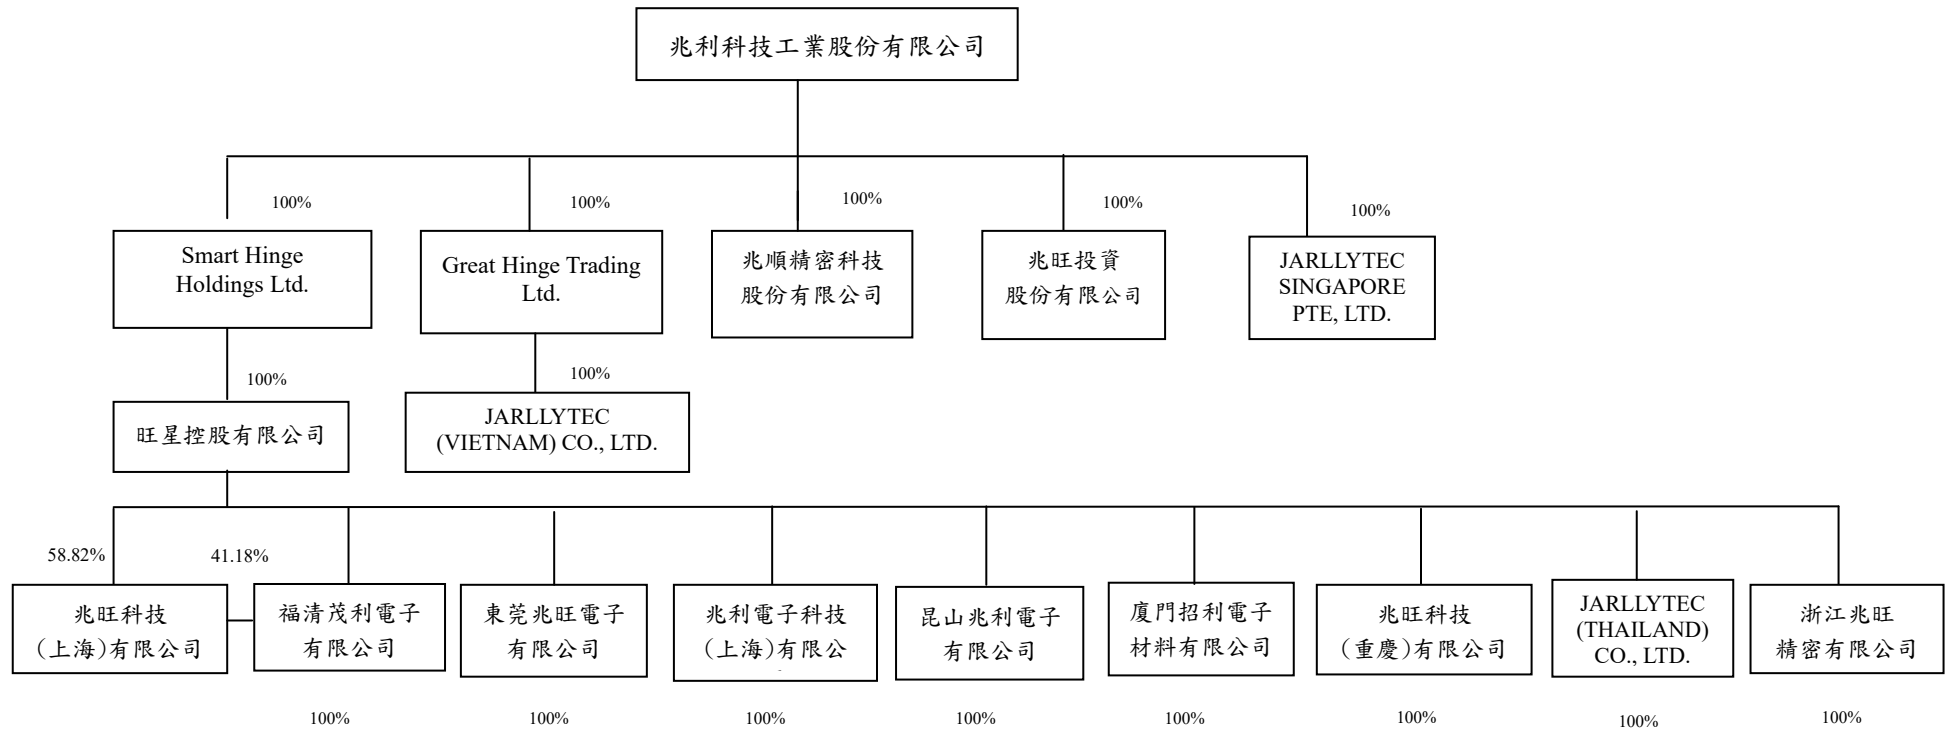 兆利科技工業股份有限公司
100%
100%
100%
100%
100%
Smart Hinge
Holdings Ltd.
Great Hinge Trading
Ltd.
兆順精密科技
股份有限公司
兆旺投資
股份有限公司
JARLLYTEC
SINGAPORE
PTE, LTD.
100%
100%
旺星控股有限公司
JARLLYTEC
(VIETNAM) CO., LTD.
58.82%
41.18%
兆旺科技
(上海)有限公司
福清茂利電子
有限公司
東莞兆旺電子
有限公司
兆利電子科技
(上海)有限公
昆山兆利電子
有限公司
廈門招利電子
材料有限公司
兆旺科技
(重慶)有限公司
JARLLYTEC
(THAILAND)
CO., LTD.
浙江兆旺
精密有限公司
100%
100%
100%
100%
100%
100%
100%
100%